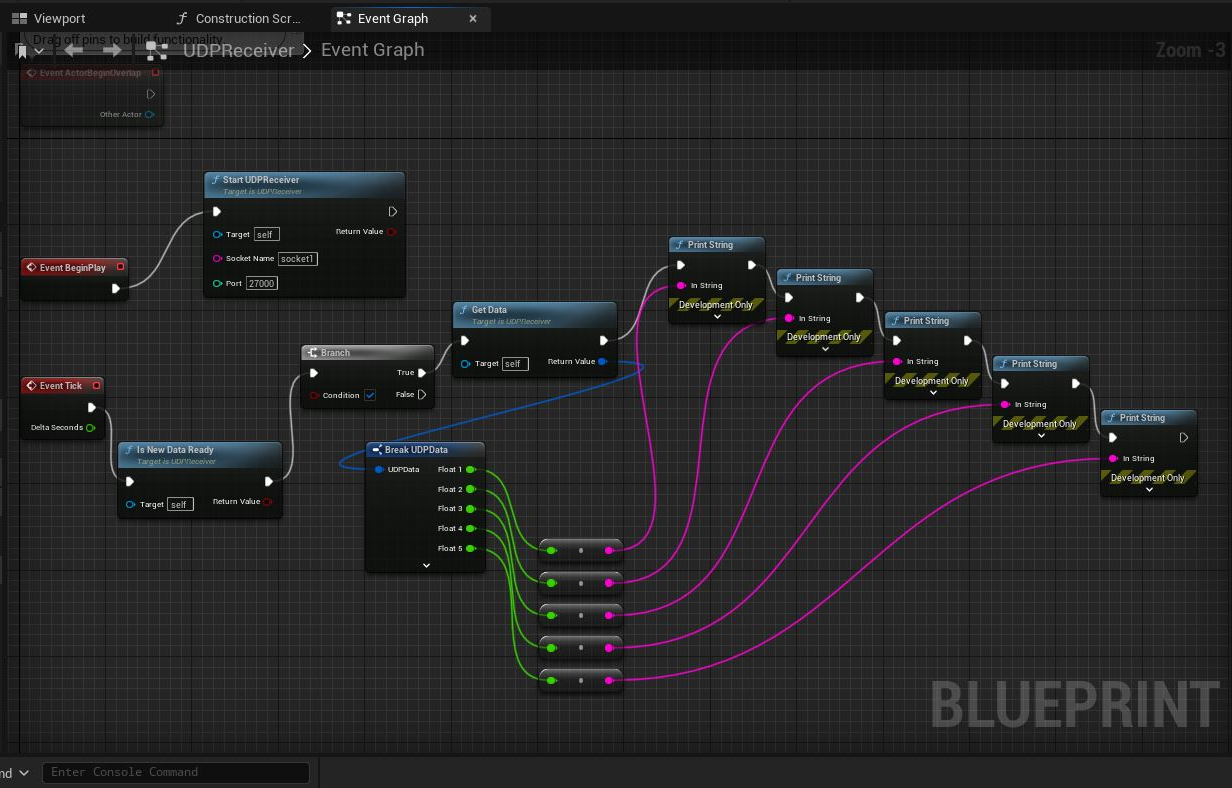 Viewport
Construction Scr...
Event Graph
Drag off pins to build functionality
UDPReceiver
Event Graph
Zoom -3
Event ActorBeginOverlap
Other Actor
Start UDPReceiver
Target is UDPReceiver
Target
self
Return Value
Socket Name
socket1
Port
27000
Event BeginPlay
Print String
In String
Development Only
Print String
In String
Development Only
Print String
In String
Development Only
Print String
In String
Development Only
Print String
In String
Development Only
Get Data
Target is UDPReceiver
Target
self
Return Value
Branch
True
Condition
False
Event Tick
Delta Seconds
Is New Data Ready
Target is UDPReceiver
Target
self
Return Value
Break UDPData
UDPData
Float 1
Float 2
Float 3
Float 4
Float 5
BLUEPRINT
nd
Enter Console Command